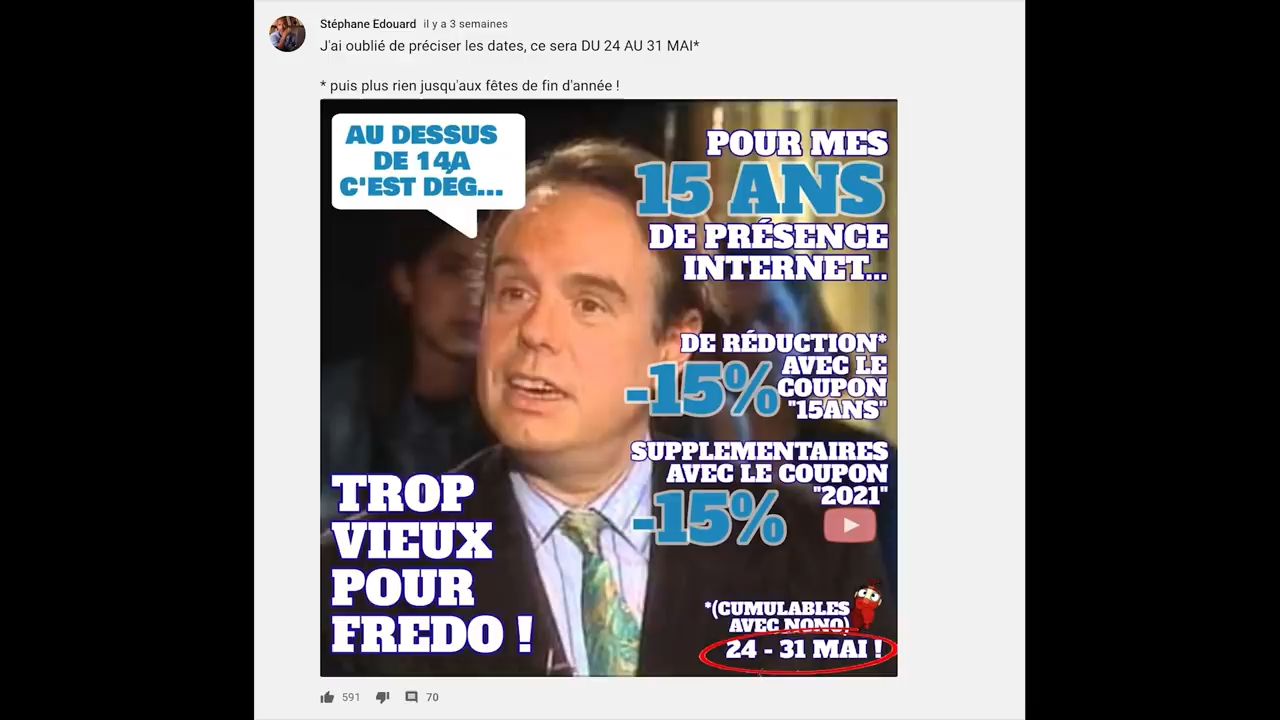 Stéphane Edouard il y a 3 semaines
J'ai oublié de préciser les dates, ce sera DU 24 AU 31 MAI*
* puis plus rien jusqu'aux fêtes de fin d'année !
AU DESSUS
DE 14A
C'EST DÉG...
POUR MES
15 ANS
DE PRÉSENCE
INTERNET...
DE RÉDUCTION*
-15%
AVEC LE
COUPON
"15ANS"
SUPPLEMENTAIRES
AVEC LE COUPON
"2021"
-15%
TROP
VIEUX
POUR
FREDO !
*(CUMULABLES
AVEC NONO)
24 - 31 MAI !
591 70